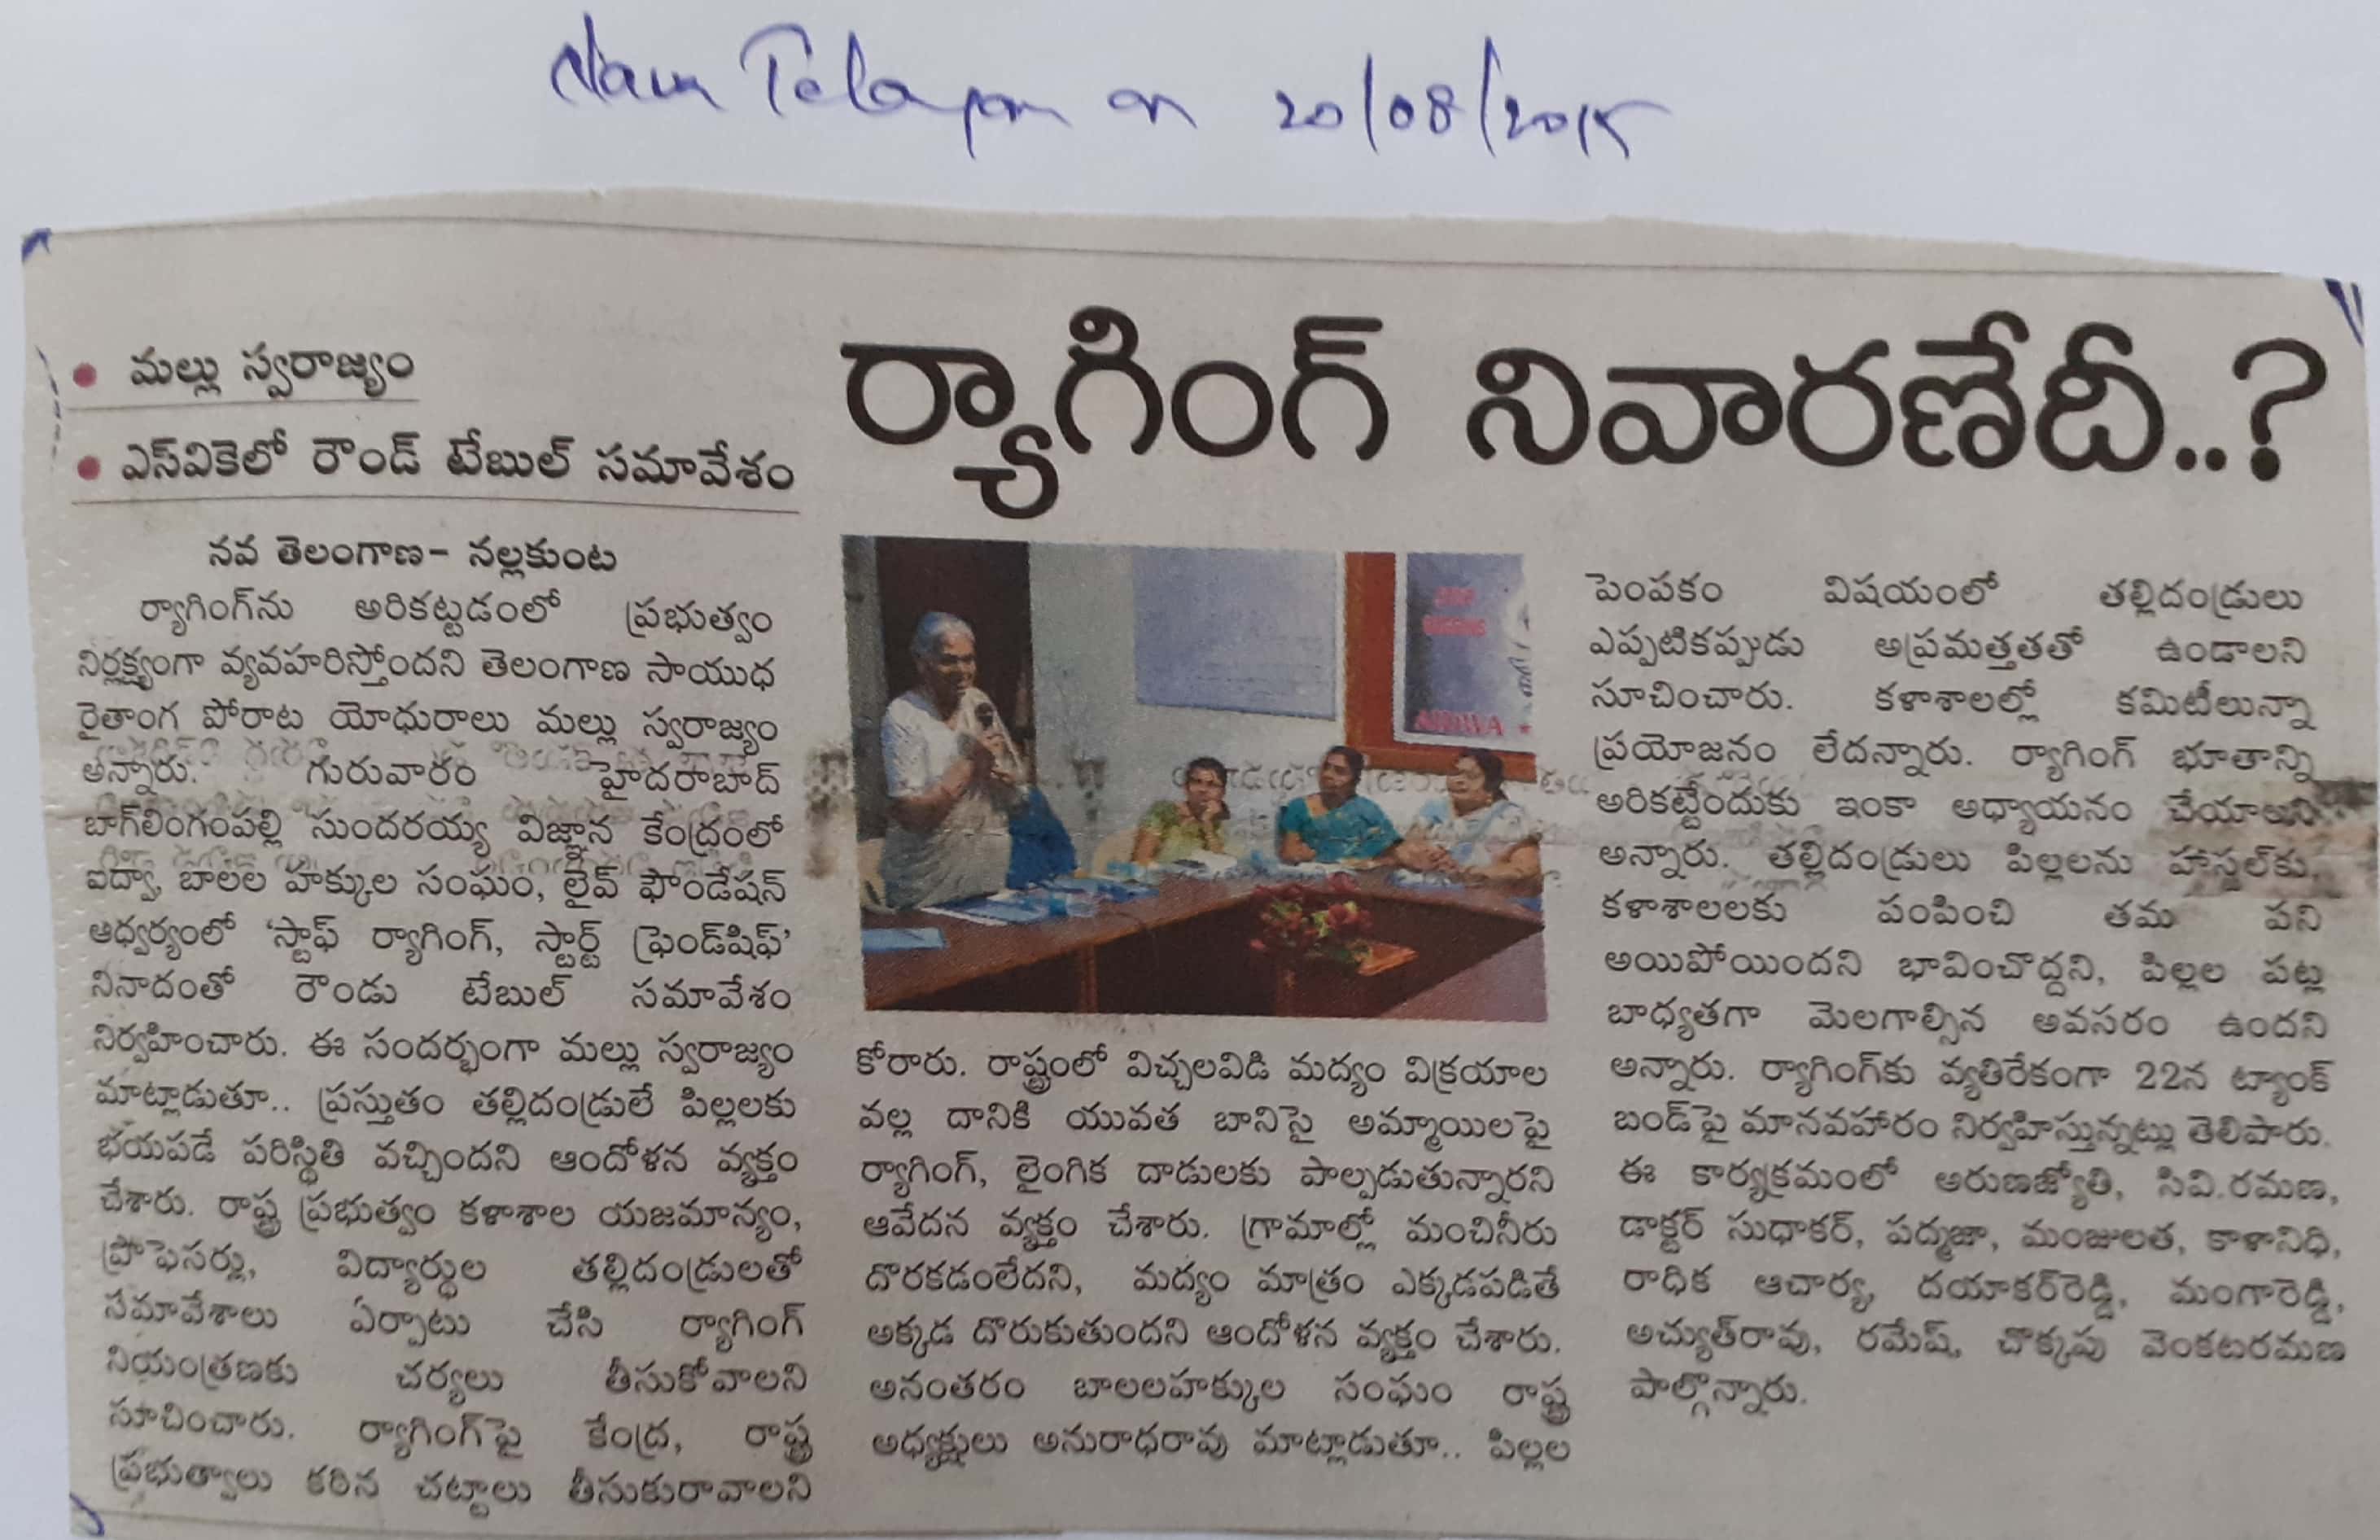 Nava Telangana on 20/08/2015
• మల్లు స్వరాజ్యం
• ఎస్‌వికెలో రౌండ్ టేబుల్ సమావేశం
ర్యాగింగ్ నివారణేదీ..?
నవ తెలంగాణ- నల్లకుంట
ర్యాగింగ్‌ను అరికట్టడంలో ప్రభుత్వం
నిర్లక్ష్యంగా వ్యవహరిస్తోందని తెలంగాణ సాయుధ
రైతాంగ పోరాట యోధురాలు మల్లు స్వరాజ్యం
అన్నారు. గురువారం హైదరాబాద్
బాగ్‌లింగంపల్లి సుందరయ్య విజ్ఞాన కేంద్రంలో
ఐద్వా, బాలల హక్కుల సంఘం, లైవ్ ఫౌండేషన్
ఆధ్వర్యంలో ‘స్టాఫ్ ర్యాగింగ్, స్టార్ట్ ఫ్రెండ్‌షిఫ్’
నినాదంతో రౌండు టేబుల్ సమావేశం
నిర్వహించారు. ఈ సందర్భంగా మల్లు స్వరాజ్యం
మాట్లాడుతూ.. ప్రస్తుతం తల్లిదండ్రులే పిల్లలకు
భయపడే పరిస్థితి వచ్చిందని ఆందోళన వ్యక్తం
చేశారు. రాష్ట్ర ప్రభుత్వం కళాశాల యజమాన్యం,
ప్రొఫెసర్లు, విద్యార్థుల తల్లిదండ్రులతో
సమావేశాలు ఏర్పాటు చేసి ర్యాగింగ్
నియంత్రణకు చర్యలు తీసుకోవాలని
సూచించారు. ర్యాగింగ్‌పై కేంద్ర, రాష్ట్ర
ప్రభుత్వాలు కఠిన చట్టాలు తీసుకురావాలని
AIDWA
కోరారు. రాష్ట్రంలో విచ్చలవిడి మద్యం విక్రయాల
వల్ల దానికి యువత బానిసై అమ్మాయిలపై
ర్యాగింగ్, లైంగిక దాడులకు పాల్పడుతున్నారని
ఆవేదన వ్యక్తం చేశారు. గ్రామాల్లో మంచినీరు
దొరకడంలేదని, మద్యం మాత్రం ఎక్కడపడితే
అక్కడ దొరుకుతుందని ఆందోళన వ్యక్తం చేశారు.
అనంతరం బాలలహక్కుల సంఘం రాష్ట్ర
అధ్యక్షులు అనురాధరావు మాట్లాడుతూ.. పిల్లల
పెంపకం విషయంలో తల్లిదండ్రులు
ఎప్పటికప్పుడు అప్రమత్తతతో ఉండాలని
సూచించారు. కళాశాలల్లో కమిటీలున్నా
ప్రయోజనం లేదన్నారు. ర్యాగింగ్ భూతాన్ని
అరికట్టేందుకు ఇంకా అధ్యాయనం చేయాలని
అన్నారు. తల్లిదండ్రులు పిల్లలను హాస్టల్‌కు,
కళాశాలలకు పంపించి తమ పని
అయిపోయిందని భావించొద్దని, పిల్లల పట్ల
బాధ్యతగా మెలగాల్సిన అవసరం ఉందని
అన్నారు. ర్యాగింగ్‌కు వ్యతిరేకంగా 22న ట్యాంక్
బండ్‌పై మానవహారం నిర్వహిస్తున్నట్లు తెలిపారు.
ఈ కార్యక్రమంలో అరుణజ్యోతి, సివి.రమణ,
డాక్టర్ సుధాకర్, పద్మజా, మంజులత, కాళానిధి,
రాధిక ఆచార్య, దయాకర్‌రెడ్డి, మంగారెడ్డి,
అచ్యుత్‌రావు, రమేష్, చొక్కపు వెంకటరమణ
పాల్గొన్నారు.